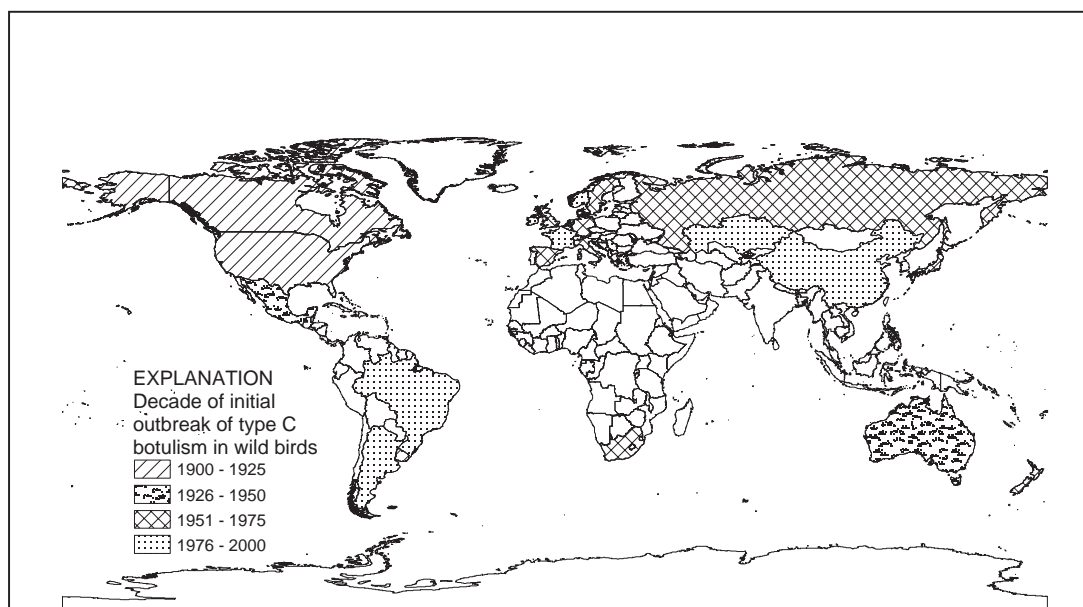 EXPLANATION
Decade of initial
outbreak of type C
botulism in wild birds
1900 - 1925
1926 - 1950
1951 - 1975
1976 - 2000